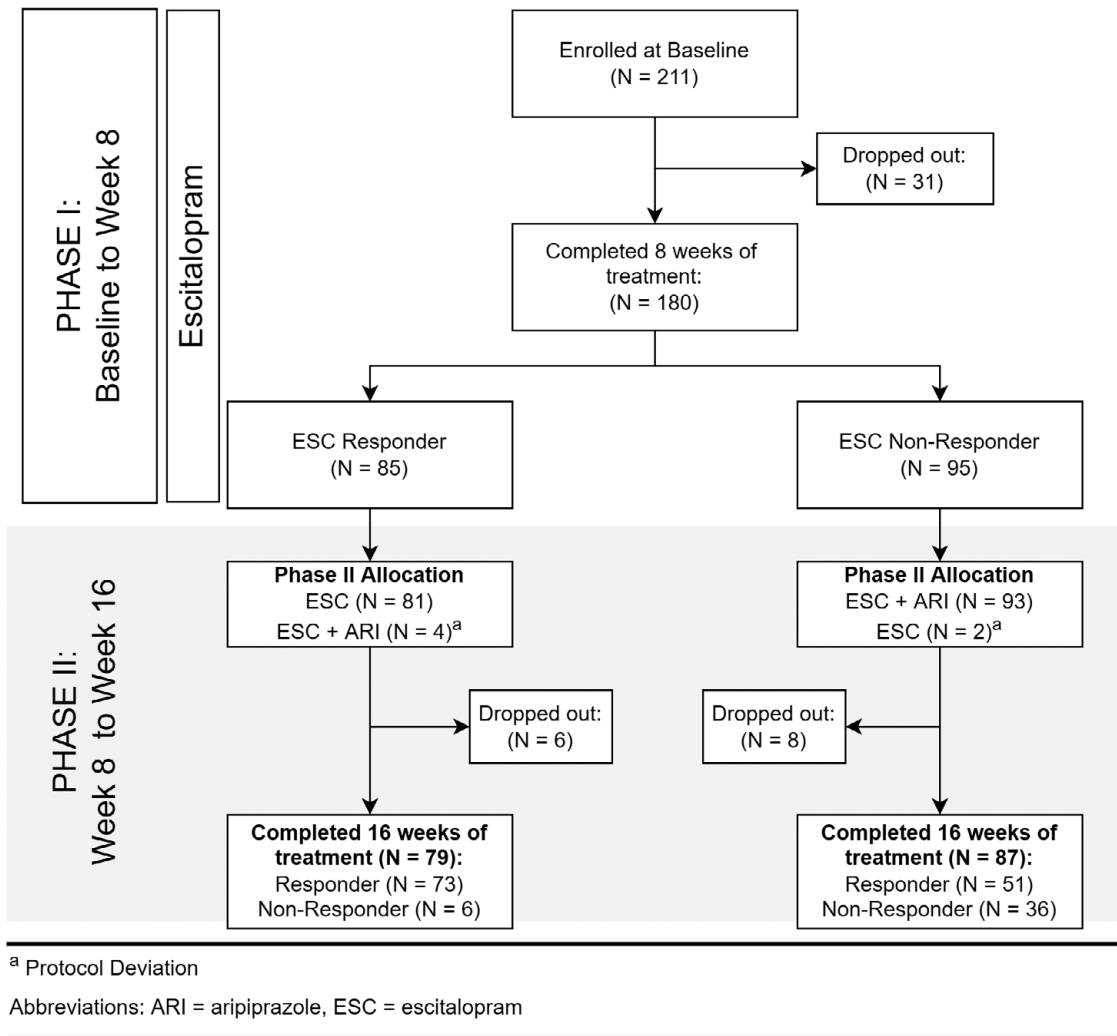 PHASE I:
Baseline to Week 8
Escitalopram
Enrolled at Baseline
(N = 211)
Dropped out:
(N = 31)
Completed 8 weeks of
treatment:
(N = 180)
ESC Responder
(N = 85)
ESC Non-Responder
(N = 95)
PHASE II:
Week 8 to Week 16
Phase II Allocation
ESC (N = 81)
ESC + ARI (N = 4)a
Phase II Allocation
ESC + ARI (N = 93)
ESC (N = 2)a
Dropped out:
(N = 6)
Dropped out:
(N = 8)
Completed 16 weeks of
treatment (N = 79):
Responder (N = 73)
Non-Responder (N = 6)
Completed 16 weeks of
treatment (N = 87):
Responder (N = 51)
Non-Responder (N = 36)
a Protocol Deviation
Abbreviations: ARI = aripiprazole, ESC = escitalopram